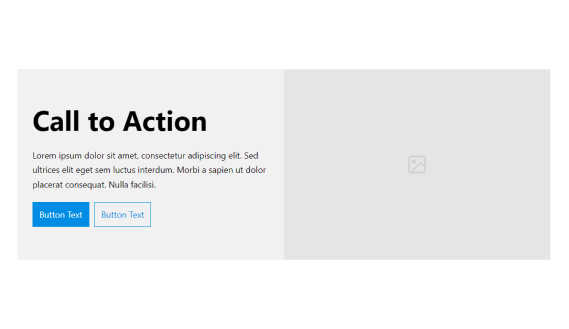 Call to Action
Lorem ipsum dolor sit amet, consectetur adipiscing elit. Sed
ultrices elit eget sem luctus interdum. Morbi a sapien ut dolor
placerat consequat. Nulla facilisi.
Button Text Button Text